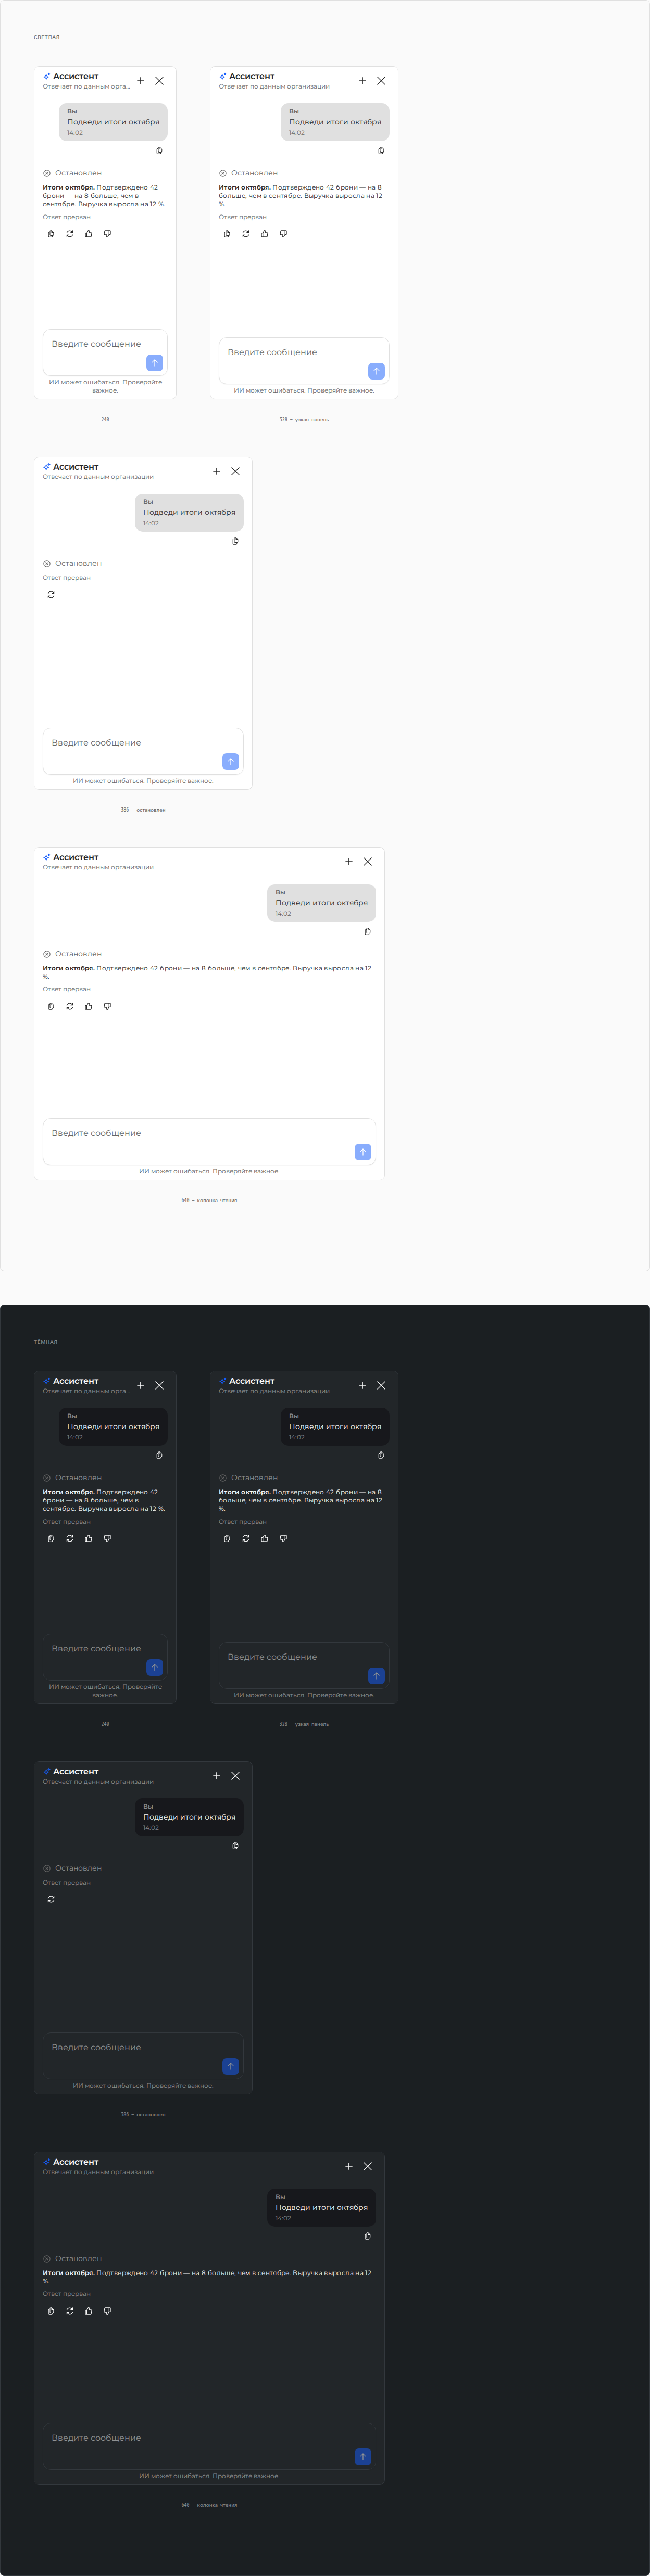 СВЕТЛАЯ
Ассистент
Отвечает по данным орга...
Вы
Подведи итоги октября
14:02
Остановлен
Итоги октября. Подтверждено 42
брони — на 8 больше, чем в
сентябре. Выручка выросла на 12 %.
Ответ прерван
Введите сообщение
ИИ может ошибаться. Проверяйте
важное.
240
Ассистент
Отвечает по данным организации
Вы
Подведи итоги октября
14:02
Остановлен
Итоги октября. Подтверждено 42 брони — на 8
больше, чем в сентябре. Выручка выросла на 12
%.
Ответ прерван
Введите сообщение
ИИ может ошибаться. Проверяйте важное.
320 — узкая панель
Ассистент
Отвечает по данным организации
Вы
Подведи итоги октября
14:02
Остановлен
Ответ прерван
Введите сообщение
ИИ может ошибаться. Проверяйте важное.
— остановлен
Ассистент
Отвечает по данным организации
Вы
Подведи итоги октября
14:02
Остановлен
Итоги октября. Подтверждено 42 брони — на 8 больше, чем в сентябре. Выручка выросла на 12
%.
Ответ прерван
Введите сообщение
ИИ может ошибаться. Проверяйте важное.
— колонка чтения
ТЁМНАЯ
Ассистент
Отвечает по данным орга...
Вы
Подведи итоги октября
14:02
Остановлен
Итоги октября. Подтверждено 42
брони — на 8 больше, чем в
сентябре. Выручка выросла на 12 %.
Ответ прерван
Введите сообщение
ИИ может ошибаться. Проверяйте
важное.
240
Ассистент
Отвечает по данным организации
Вы
Подведи итоги октября
14:02
Остановлен
Итоги октября. Подтверждено 42 брони — на 8
больше, чем в сентябре. Выручка выросла на 12
%.
Ответ прерван
Введите сообщение
ИИ может ошибаться. Проверяйте важное.
320 — узкая панель
Ассистент
Отвечает по данным организации
Вы
Подведи итоги октября
14:02
Остановлен
Ответ прерван
Введите сообщение
ИИ может ошибаться. Проверяйте важное.
— остановлен
Ассистент
Отвечает по данным организации
Вы
Подведи итоги октября
14:02
Остановлен
Итоги октября. Подтверждено 42 брони — на 8 больше, чем в сентябре. Выручка выросла на 12
%.
Ответ прерван
Введите сообщение
ИИ может ошибаться. Проверяйте важное.
— колонка чтения